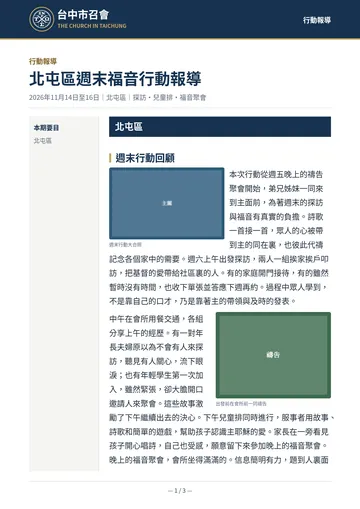 台中市召會
THE CHURCH IN TAICHUNG
行動報導
行動報導
北屯區週末福音行動報導
2026年11月14日至16日｜北屯區｜探訪・兒童排・福音聚會
本期要目
北屯區
北屯區
週末行動回顧
主圖
週末行動大合照
本次行動從週五晚上的禱告
聚會開始，弟兄姊妹一同來
到主面前，為著週末的探訪
與福音有真實的負擔。詩歌
一首接一首，眾人的心被帶
到主的同在裏，也彼此代禱
記念各個家中的需要。週六上午出發探訪，兩人一組挨家挨戶叩
訪，把基督的愛帶給社區裏的人。有的家庭開門接待，有的雖然
暫時沒有時間，也收下單張並答應下週再約。過程中眾人學到，
不是靠自己的口才，乃是靠著主的帶領與及時的發表。
中午在會所用餐交通，各組
分享上午的經歷。有一對年
長夫婦原以為不會有人來探
訪，聽見有人關心，流下眼
淚；也有年輕學生第一次加
入，雖然緊張，卻大膽開口
邀請人來聚會。這些故事激
禱告
出發前在會所前一同禱告
勵了下午繼續出去的決心。下午兒童排同時進行，服事者用故事、
詩歌和簡單的遊戲，幫助孩子認識主耶穌的愛。家長在一旁看見
孩子開心唱詩，自己也受感，願意留下來參加晚上的福音聚會。
晚上的福音聚會，會所坐得滿滿的。信息簡明有力，題到人裏面
— 1 / 3 —